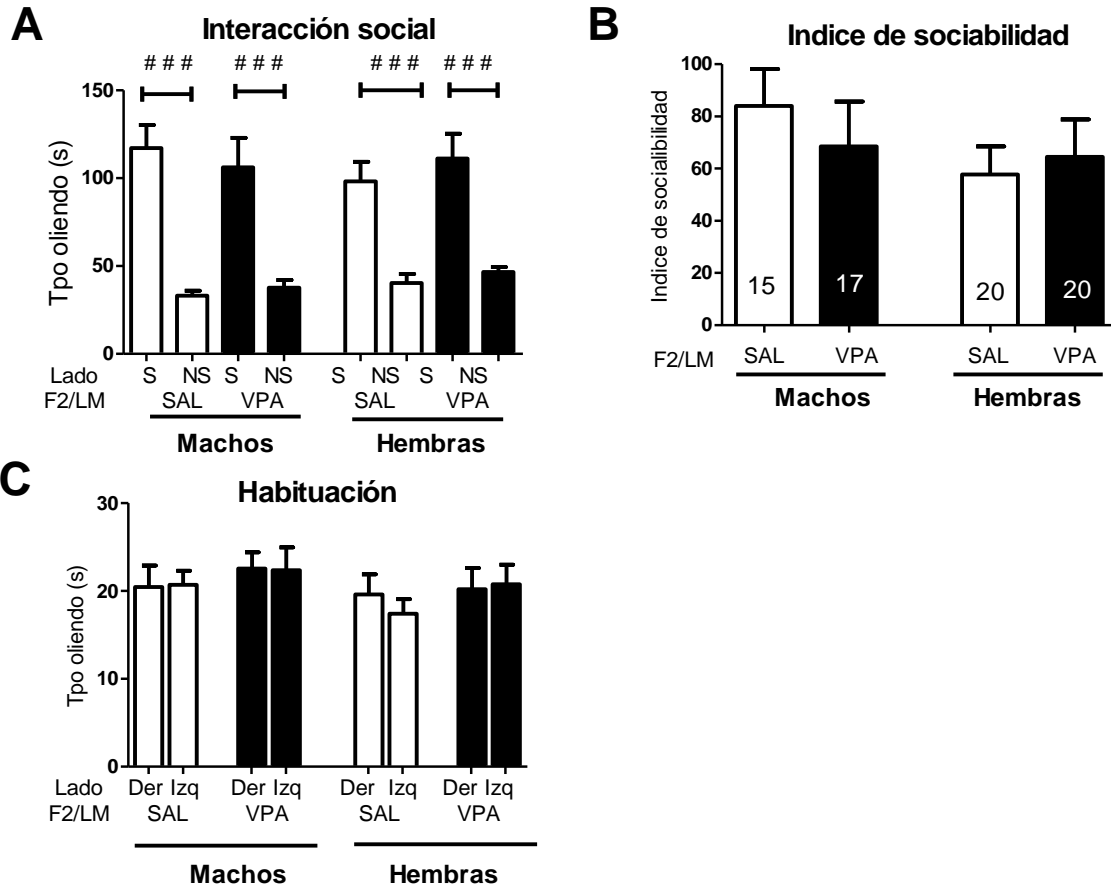 A
Interacción social
# # #
# # #
# # #
# # #
150
100
50
0
Tpo oliendo (s)
Lado S NS S NS S NS S NS
F2/LM SAL VPA SAL VPA
Machos Hembras
B
Indice de sociabilidad
100
80
60
40
20
0
Indice de socialibilidad
15
17
20
20
F2/LM SAL VPA SAL VPA
Machos Hembras
C
Habituación
30
20
10
0
Tpo oliendo (s)
Lado Der Izq Der Izq Der Izq Der Izq
F2/LM SAL VPA SAL VPA
Machos Hembras